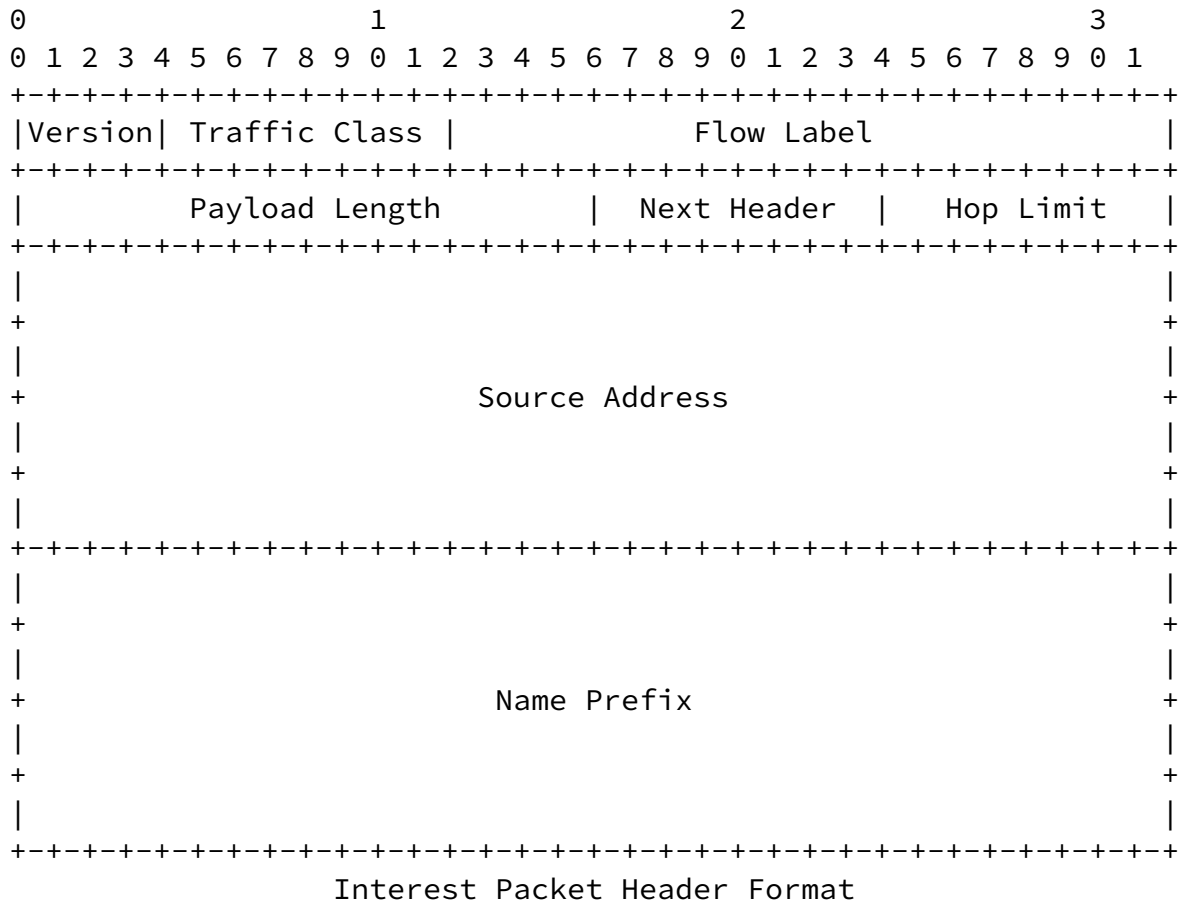 0                   1                   2                   3
0 1 2 3 4 5 6 7 8 9 0 1 2 3 4 5 6 7 8 9 0 1 2 3 4 5 6 7 8 9 0 1
+-+-+-+-+-+-+-+-+-+-+-+-+-+-+-+-+-+-+-+-+-+-+-+-+-+-+-+-+-+-+-+-+
|Version| Traffic Class |             Flow Label                |
+-+-+-+-+-+-+-+-+-+-+-+-+-+-+-+-+-+-+-+-+-+-+-+-+-+-+-+-+-+-+-+-+
|         Payload Length        |  Next Header  |   Hop Limit   |
+-+-+-+-+-+-+-+-+-+-+-+-+-+-+-+-+-+-+-+-+-+-+-+-+-+-+-+-+-+-+-+-+
|                                                               |
+                                                               +
|                                                               |
+                         Source Address                        +
|                                                               |
+                                                               +
|                                                               |
+-+-+-+-+-+-+-+-+-+-+-+-+-+-+-+-+-+-+-+-+-+-+-+-+-+-+-+-+-+-+-+-+
|                                                               |
+                                                               +
|                                                               |
+                          Name Prefix                          +
|                                                               |
+                                                               +
|                                                               |
+-+-+-+-+-+-+-+-+-+-+-+-+-+-+-+-+-+-+-+-+-+-+-+-+-+-+-+-+-+-+-+-+
                  Interest Packet Header Format